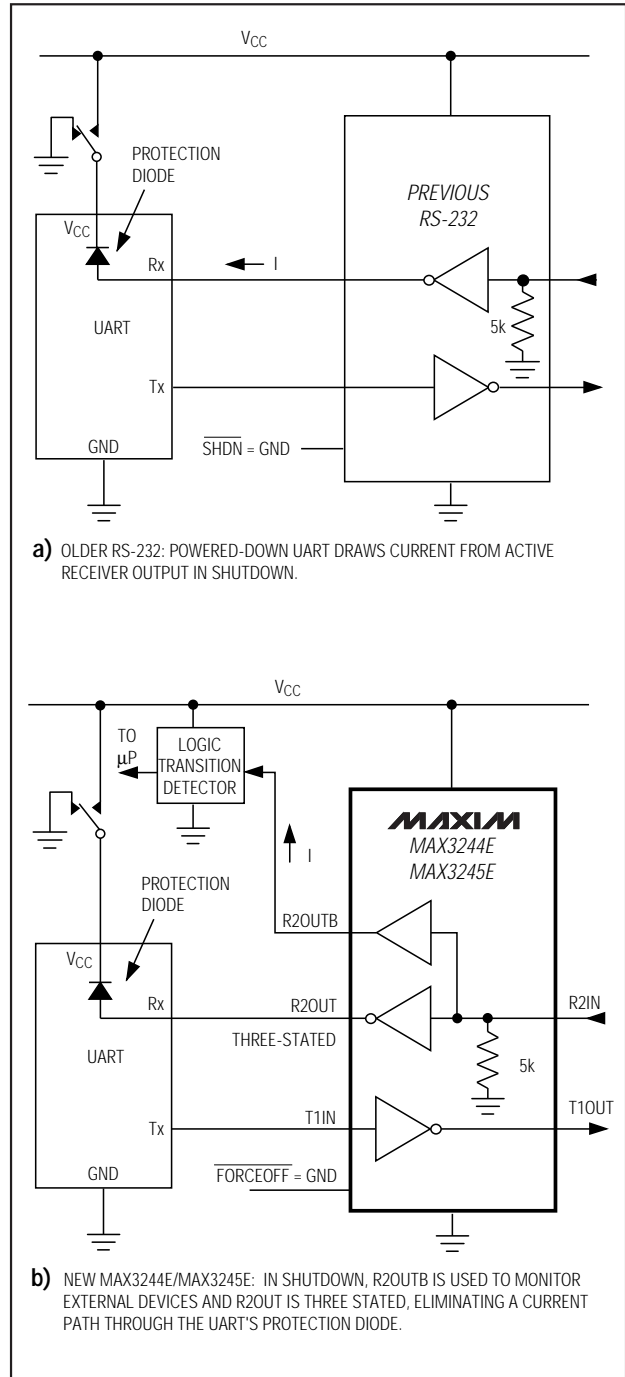 VCC
PROTECTION
DIODE
VCC
Rx
I
UART
Tx
GND
PREVIOUS
RS-232
5k
SHDN = GND
a) OLDER RS-232: POWERED-DOWN UART DRAWS CURRENT FROM ACTIVE
RECEIVER OUTPUT IN SHUTDOWN.
VCC
TO
µP
LOGIC
TRANSITION
DETECTOR
I
PROTECTION
DIODE
VCC
Rx
UART
Tx
GND
MAXIM
MAX3244E
MAX3245E
R2OUTB
R2OUT
THREE-STATED
R2IN
5k
T1IN
T1OUT
FORCEOFF = GND
b) NEW MAX3244E/MAX3245E: IN SHUTDOWN, R2OUTB IS USED TO MONITOR
EXTERNAL DEVICES AND R2OUT IS THREE STATED, ELIMINATING A CURRENT
PATH THROUGH THE UART'S PROTECTION DIODE.